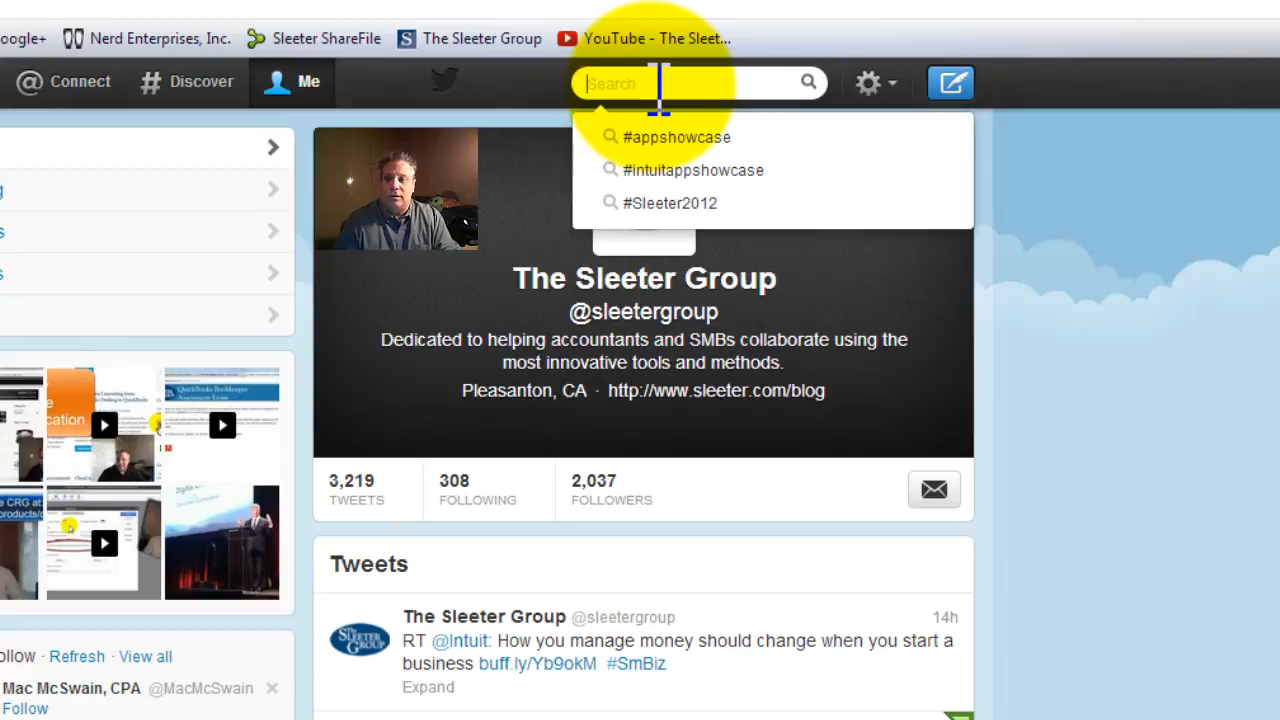 oogle+ Nerd Enterprises, Inc. Sleeter ShareFile The Sleeter Group YouTube - The Sleet...
Connect Discover Me Search
#appshowcase
#intuitappshowcase
#Sleeter2012
g
s
s
The Sleeter Group
@sleetergroup
Dedicated to helping accountants and SMBs collaborate using the
most innovative tools and methods.
Pleasanton, CA · http://www.sleeter.com/blog
3,219 308 2,037
TWEETS FOLLOWING FOLLOWERS
Tweets
The Sleeter Group @sleetergroup 14h
RT @Intuit: How you manage money should change when you start a
business buff.ly/Yb9okM #SmBiz
Expand
ollow · Refresh · View all
Mac McSwain, CPA @MacMcSwain
Follow